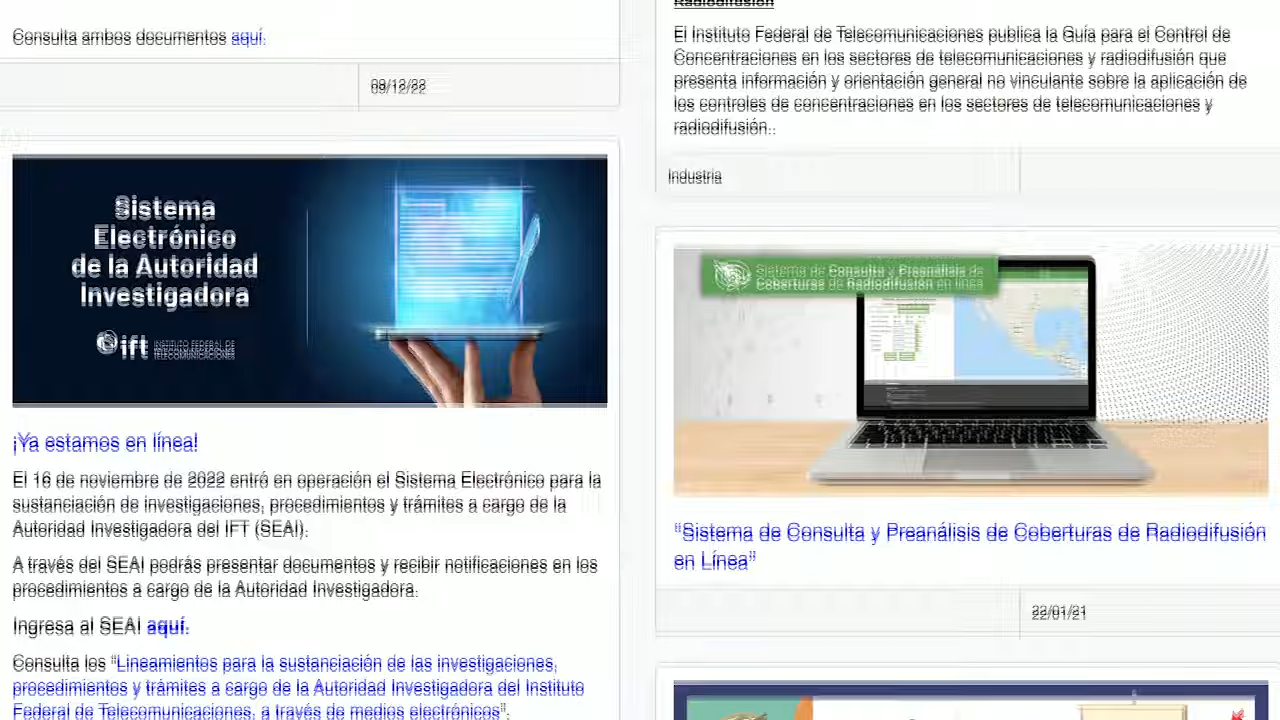 Consulta ambos documentos aquí.
09/12/22
Sistema
Electrónico
de la Autoridad
Investigadora
ift INSTITUTO FEDERAL DE
TELECOMUNICACIONES
¡Ya estamos en línea!
El 16 de noviembre de 2022 entró en operación el Sistema Electrónico para la
sustanciación de investigaciones, procedimientos y trámites a cargo de la
Autoridad Investigadora del IFT (SEAI).
A través del SEAI podrás presentar documentos y recibir notificaciones en los
procedimientos a cargo de la Autoridad Investigadora.
Ingresa al SEAI aquí.
Consulta los “Lineamientos para la sustanciación de las investigaciones,
procedimientos y trámites a cargo de la Autoridad Investigadora del Instituto
Federal de Telecomunicaciones, a través de medios electrónicos”.
Radiodifusión
El Instituto Federal de Telecomunicaciones publica la Guía para el Control de
Concentraciones en los sectores de telecomunicaciones y radiodifusión que
presenta información y orientación general no vinculante sobre la aplicación de
los controles de concentraciones en los sectores de telecomunicaciones y
radiodifusión..
Industria
Sistema de Consulta y Preanálisis de
Coberturas de Radiodifusión en línea
“Sistema de Consulta y Preanálisis de Coberturas de Radiodifusión
en Línea”
22/01/21